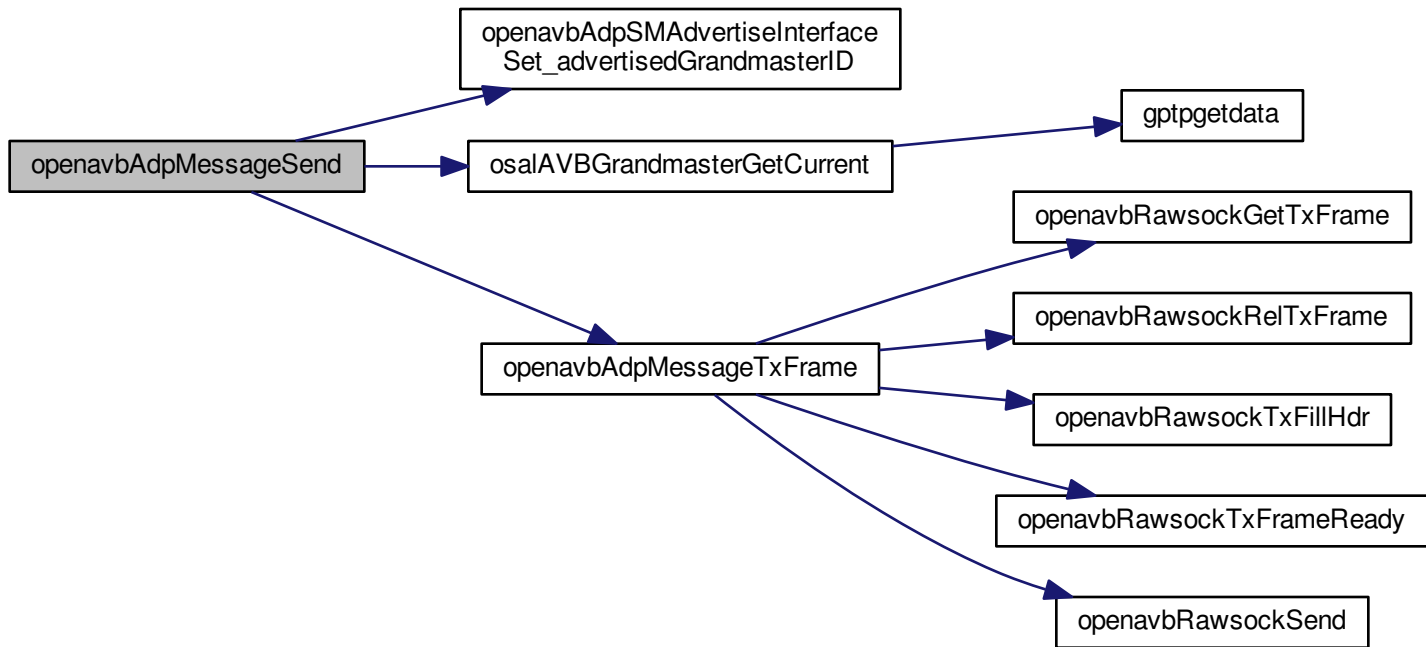 openavbAdpSMAdvertiseInterface
Set_advertisedGrandmasterID
gptpgetdata
openavbAdpMessageSend
osalAVBGrandmasterGetCurrent
openavbRawsockGetTxFrame
openavbRawsockRelTxFrame
openavbAdpMessageTxFrame
openavbRawsockTxFillHdr
openavbRawsockTxFrameReady
openavbRawsockSend